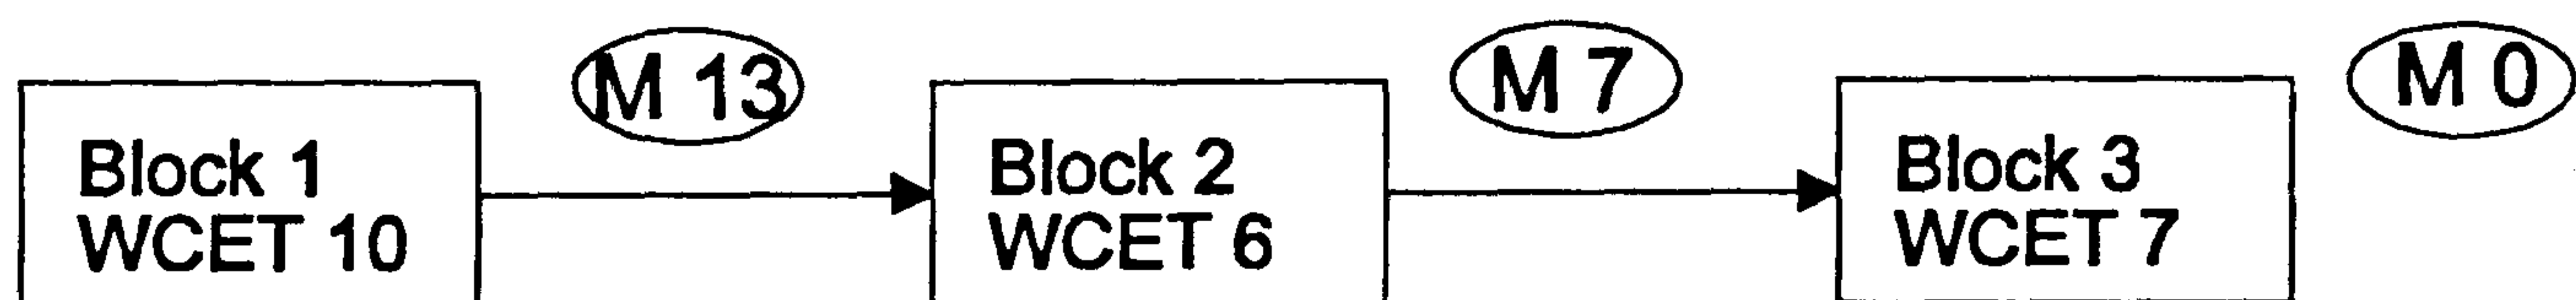 M 13
M 7
M 0
Block 1
WCET 10
Block 2
WCET 6
Block 3
WCET 7